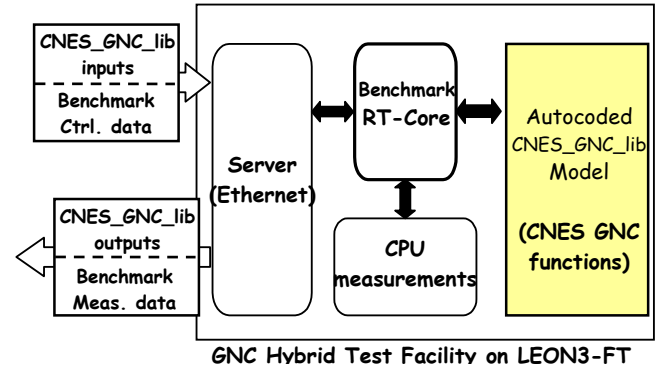 CNES_GNC_lib
inputs
Benchmark
Ctrl. data
CNES_GNC_lib
outputs
Benchmark
Meas. data
Server
(Ethernet)
Benchmark
RT-Core
CPU
measurements
Autocoded
CNES_GNC_lib
Model
(CNES GNC
functions)
GNC Hybrid Test Facility on LEON3-FT